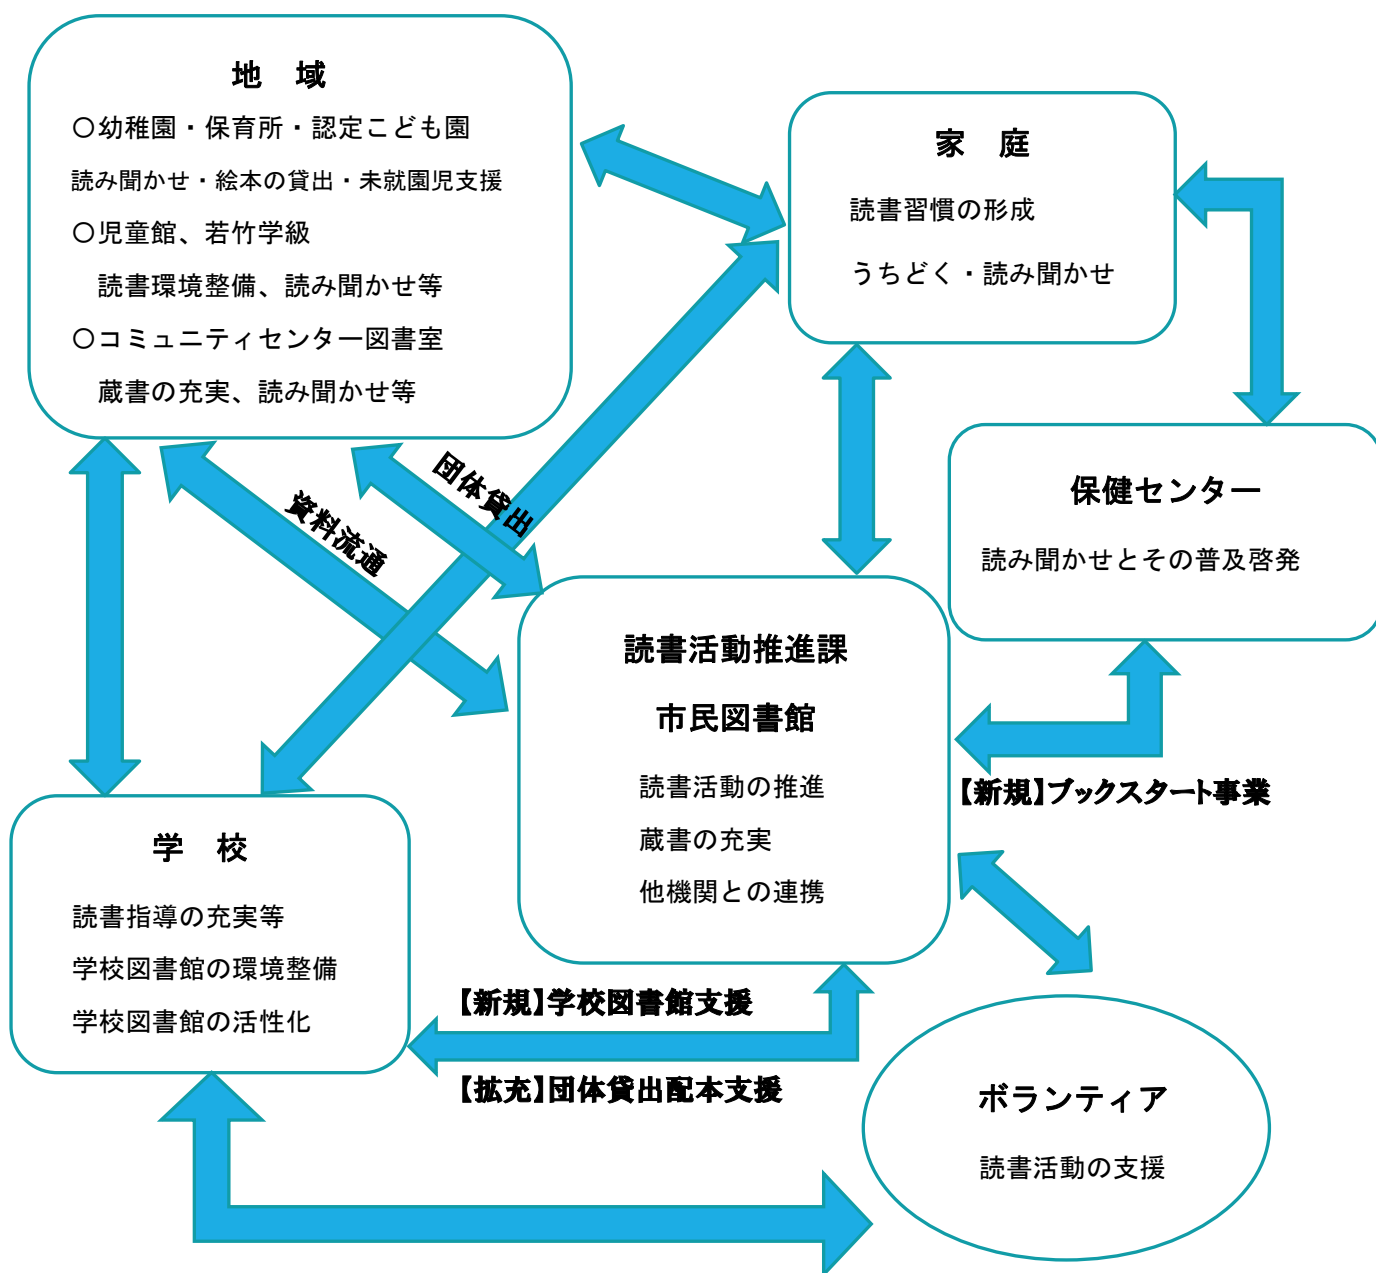 地　域
〇幼稚園・保育所・認定こども園
読み聞かせ・絵本の貸出・未就園児支援
〇児童館、若竹学級
読書環境整備、読み聞かせ等
〇コミュニティセンター図書室
蔵書の充実、読み聞かせ等
家　庭
読書習慣の形成
うちどく・読み聞かせ
団体貸出
資料流通
保健センター
読み聞かせとその普及啓発
読書活動推進課
市民図書館
読書活動の推進
蔵書の充実
他機関との連携
【新規】ブックスタート事業
学　校
読書指導の充実等
学校図書館の環境整備
学校図書館の活性化
【新規】学校図書館支援
【拡充】団体貸出配本支援
ボランティア
読書活動の支援